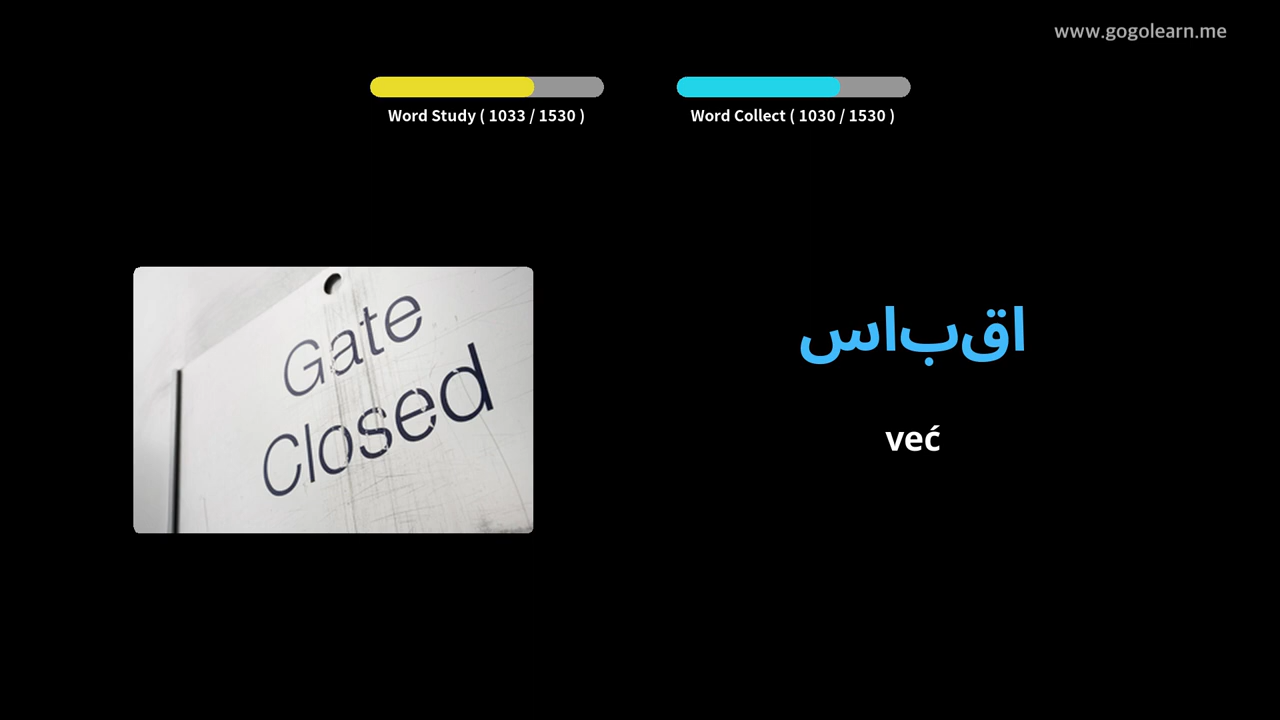 www.gogolearn.me
Word Study ( 1033 / 1530 )
Word Collect ( 1030 / 1530 )
Gate
Closed
اق‌ب‌اس
već